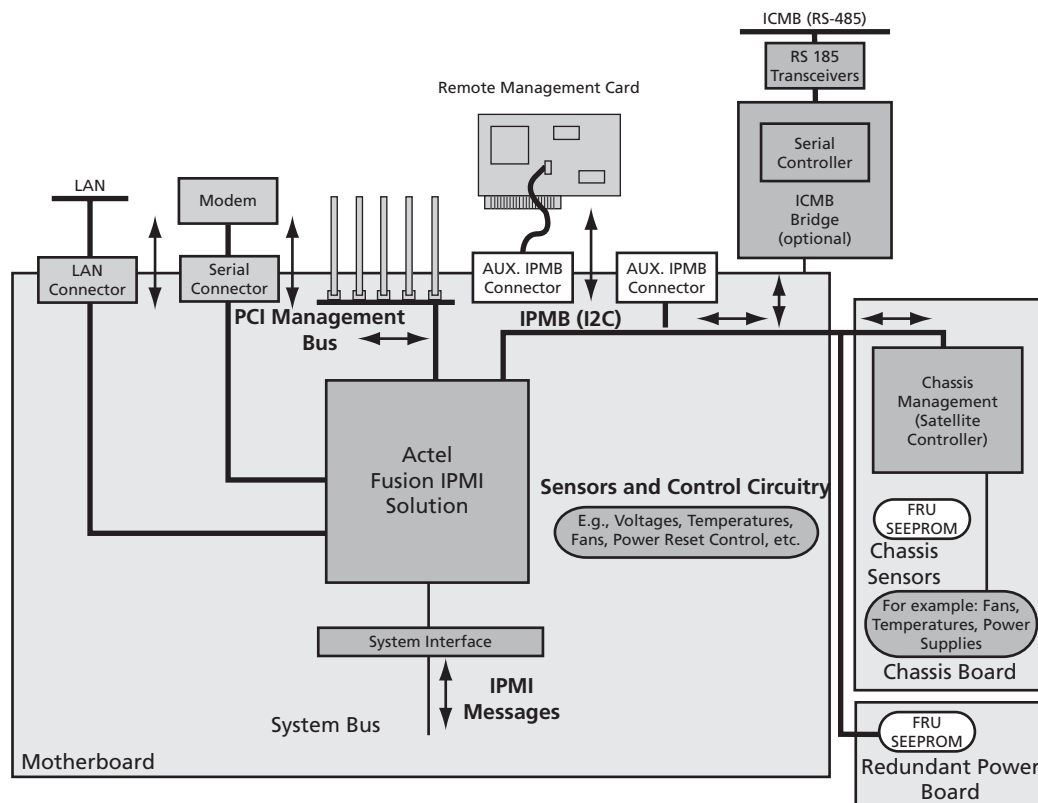 ICMB (RS-485)
RS 185
Transceivers
Remote Management Card
Serial
Controller
ICMB
Bridge
(optional)
LAN
Modem
LAN
Connector
Serial
Connector
AUX. IPMB
Connector
AUX. IPMB
Connector
PCI Management
Bus
IPMB (I2C)
Chassis
Management
(Satellite
Controller)
Actel
Fusion IPMI
Solution
Sensors and Control Circuitry
E.g., Voltages, Temperatures,
Fans, Power Reset Control, etc.
FRU
SEEPROM
Chassis
Sensors
For example: Fans,
Temperatures, Power
Supplies
Chassis Board
System Interface
IPMI
Messages
System Bus
Motherboard
FRU
SEEPROM
Redundant Power
Board